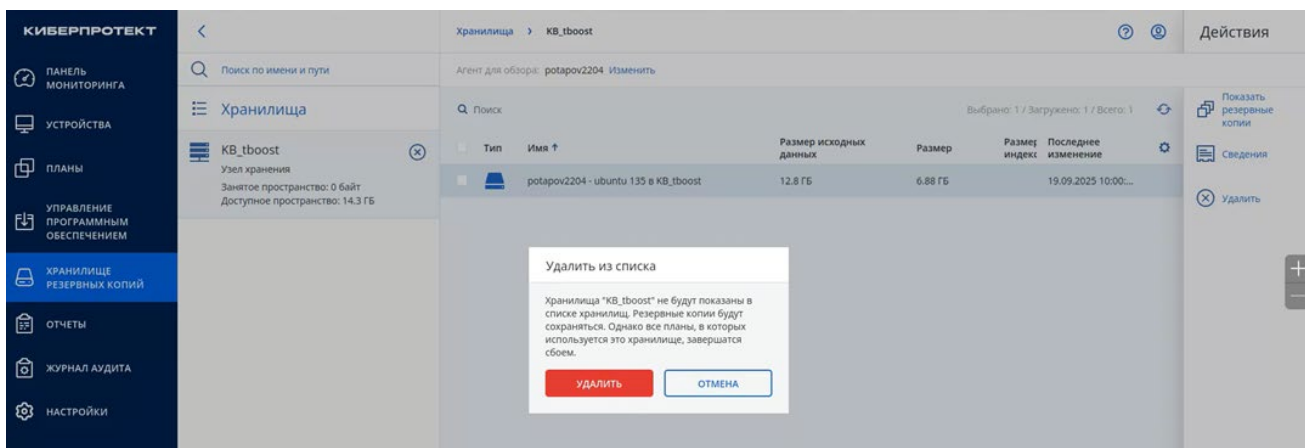 КИБЕРПРОТЕКТ
ПАНЕЛЬ
МОНИТОРИНГА
УСТРОЙСТВА
ПЛАНЫ
УПРАВЛЕНИЕ
ПРОГРАММНЫМ
ОБЕСПЕЧЕНИЕМ
ХРАНИЛИЩЕ
РЕЗЕРВНЫХ КОПИЙ
ОТЧЕТЫ
ЖУРНАЛ АУДИТА
НАСТРОЙКИ
Поиск по имени и пути
Хранилища
KB_tboost
Узел хранения
Занятое пространство: 0 байт
Доступное пространство: 14.3 ГБ
Хранилища > KB_tboost
Агент для обзора: potapov2204 Изменить
Поиск
Выбрано: 1 / Загружено: 1 / Всего: 1
Тип Имя ↑ Размер исходных данных Размер Размер индекс Последнее изменение
potapov2204 - ubuntu 135 в KB_tboost 12.8 ГБ 6.88 ГБ 19.09.2025 10:00:...
Удалить из списка
Хранилища "KB_tboost" не будут показаны в
списке хранилищ. Резервные копии будут
сохраняться. Однако все планы, в которых
используется это хранилище, завершатся
сбоем.
УДАЛИТЬ ОТМЕНА
Действия
Показать
резервные
копии
Сведения
Удалить